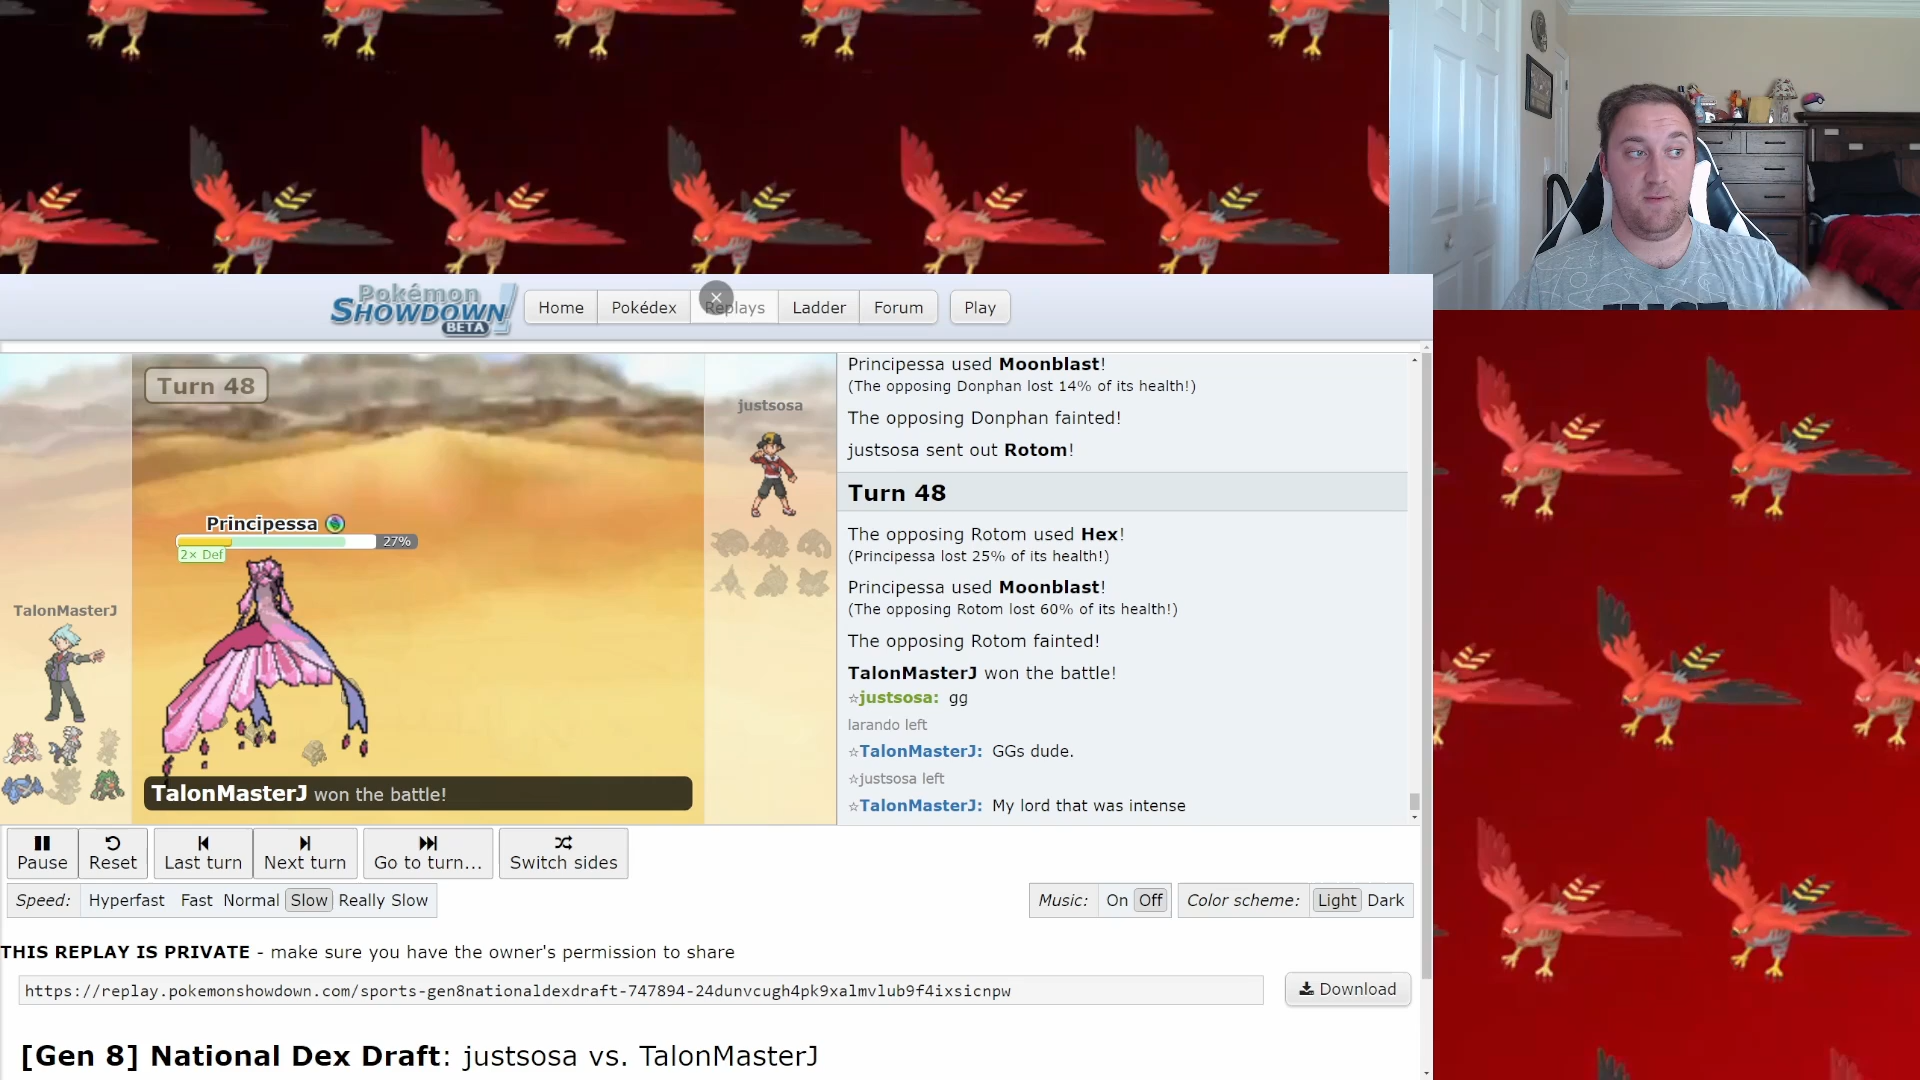 Pokémon
SHOWDOWN!
BETA
Home
Pokédex
Replays
Ladder
Forum
Play
Turn 48
justsosa
Principessa
27%
2× Def
TalonMasterJ
TalonMasterJ won the battle!
Principessa used Moonblast!
(The opposing Donphan lost 14% of its health!)
The opposing Donphan fainted!
justsosa sent out Rotom!
Turn 48
The opposing Rotom used Hex!
(Principessa lost 25% of its health!)
Principessa used Moonblast!
(The opposing Rotom lost 60% of its health!)
The opposing Rotom fainted!
TalonMasterJ won the battle!
☆justsosa: gg
larando left
☆TalonMasterJ: GGs dude.
☆justsosa left
☆TalonMasterJ: My lord that was intense
Pause
Reset
Last turn
Next turn
Go to turn...
Switch sides
Speed: Hyperfast Fast Normal Slow Really Slow
Music: On Off
Color scheme: Light Dark
THIS REPLAY IS PRIVATE - make sure you have the owner's permission to share
https://replay.pokemonshowdown.com/sports-gen8nationaldexdraft-747894-24dunvcugh4pk9xalmvlub9f4ixsicnpw
Download
[Gen 8] National Dex Draft: justsosa vs. TalonMasterJ